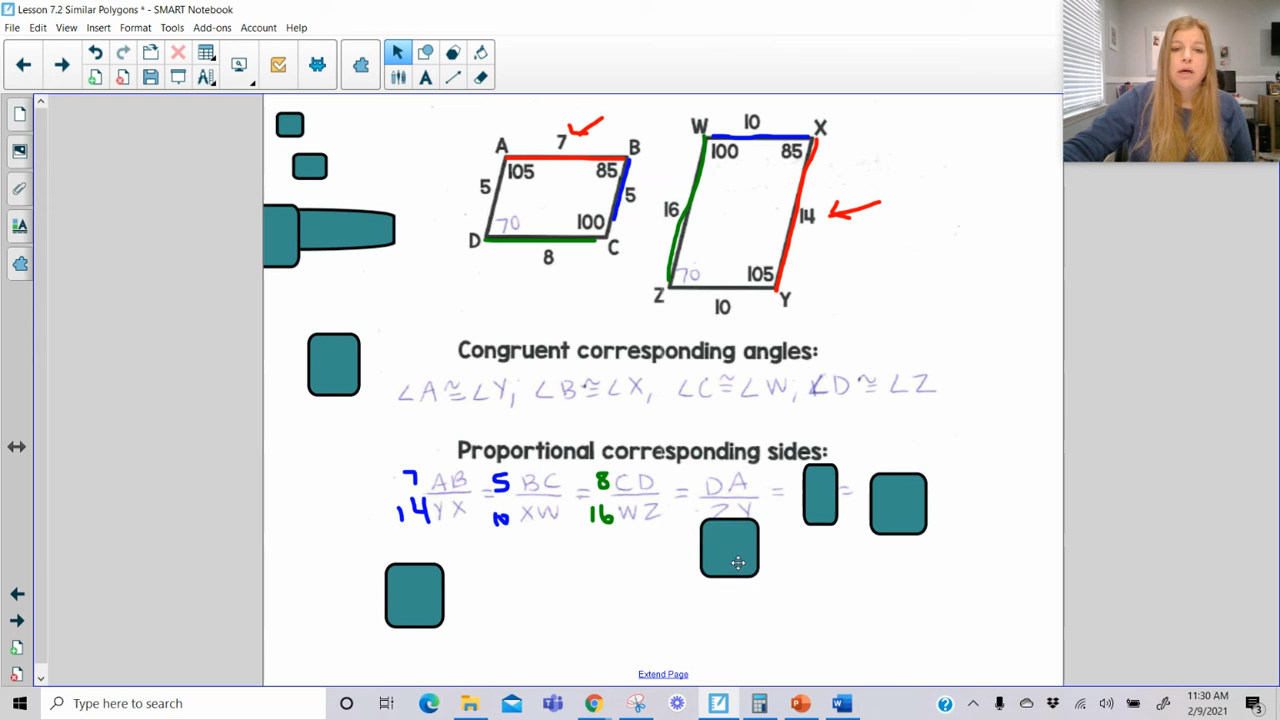 Lesson 7.2 Similar Polygons * - SMART Notebook
File Edit View Insert Format Tools Add-ons Account Help
A 7 B
105 85
5 5
70 100
D 8 C
W 10 X
100 85
16 14
70 105
Z 10 Y
Congruent corresponding angles:
∠A≅∠Y, ∠B≅∠X, ∠C≅∠W, ∠D≅∠Z
Proportional corresponding sides:
7/14 AB/YX = 5/10 BC/XW = 8/16 CD/WZ = DA/ZY = =
Extend Page
Type here to search
11:30 AM
2/9/2021
3